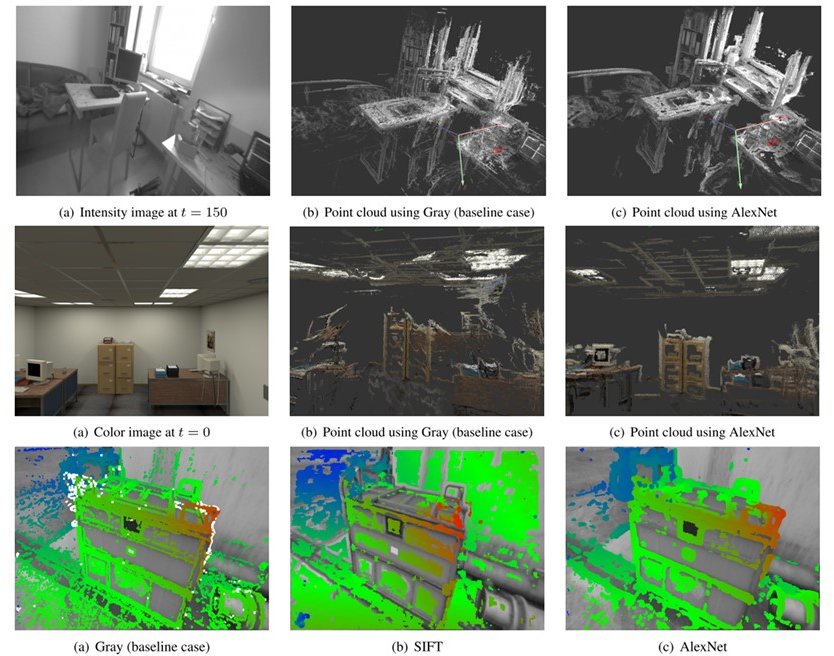 (a) Intensity image at t = 150
(b) Point cloud using Gray (baseline case)
(c) Point cloud using AlexNet
(a) Color image at t = 0
(b) Point cloud using Gray (baseline case)
(c) Point cloud using AlexNet
(a) Gray (baseline case)
(b) SIFT
(c) AlexNet